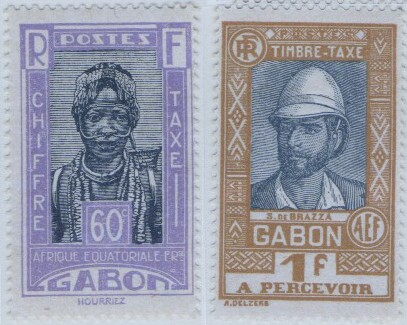 R POSTES F
CHIFFRE
TAXE
60c
AFRIQUE EQUATORIALE FRSE
GABON
HOURRIEZ
RF POSTES
TIMBRE-TAXE
S. DE BRAZZA
GABON AEF
1F
A PERCEVOIR
A. DELZERS